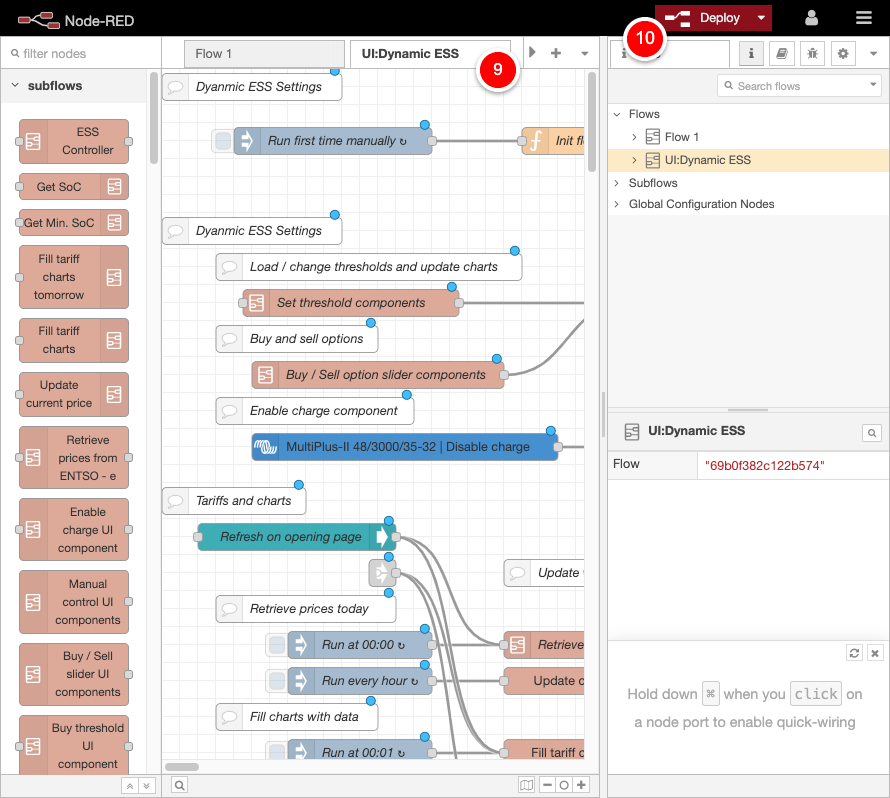 Node-RED
Deploy
filter nodes
Flow 1
UI:Dynamic ESS
9
10
i
i
subflows
ESS
Controller
Get SoC
Get Min. SoC
Fill tariff
charts
tomorrow
Fill tariff
charts
Update
current price
Retrieve
prices from
ENTSO - e
Enable
charge UI
component
Manual
control UI
components
Buy / Sell
slider UI
components
Buy threshold
UI
component
Dyanmic ESS Settings
Run first time manually ↻
Init fl
Dyanmic ESS Settings
Load / change thresholds and update charts
Set threshold components
Buy and sell options
Buy / Sell option slider components
Enable charge component
MultiPlus-II 48/3000/35-32 | Disable charge
Tariffs and charts
Refresh on opening page
Update
Retrieve prices today
Run at 00:00 ↻
Retrieve
Run every hour ↻
Update c
Fill charts with data
Run at 00:01 ↻
Fill tariff c
Search flows
Flows
Flow 1
UI:Dynamic ESS
Subflows
Global Configuration Nodes
UI:Dynamic ESS
Flow
"69b0f382c122b574"
Hold down ⌘ when you click on
a node port to enable quick-wiring